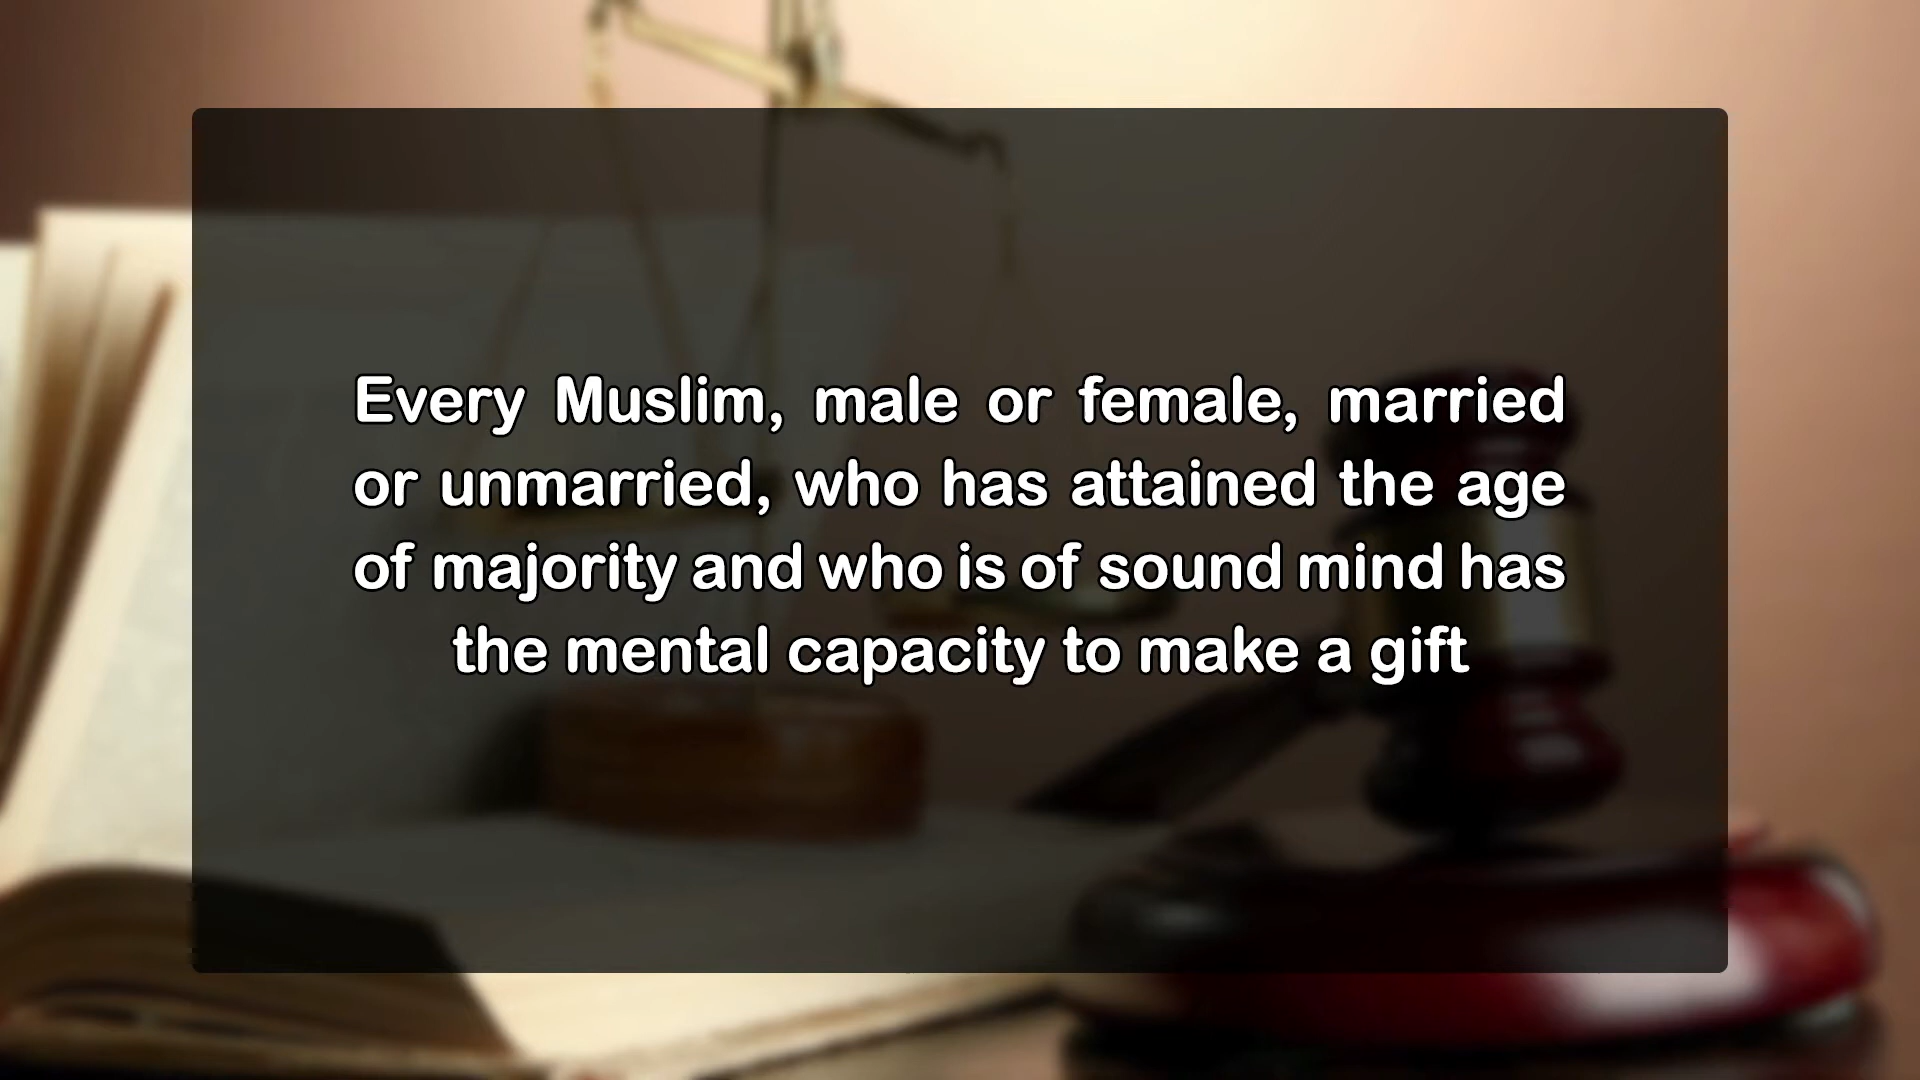 Every Muslim, male or female, married
or unmarried, who has attained the age
of majority and who is of sound mind has
the mental capacity to make a gift